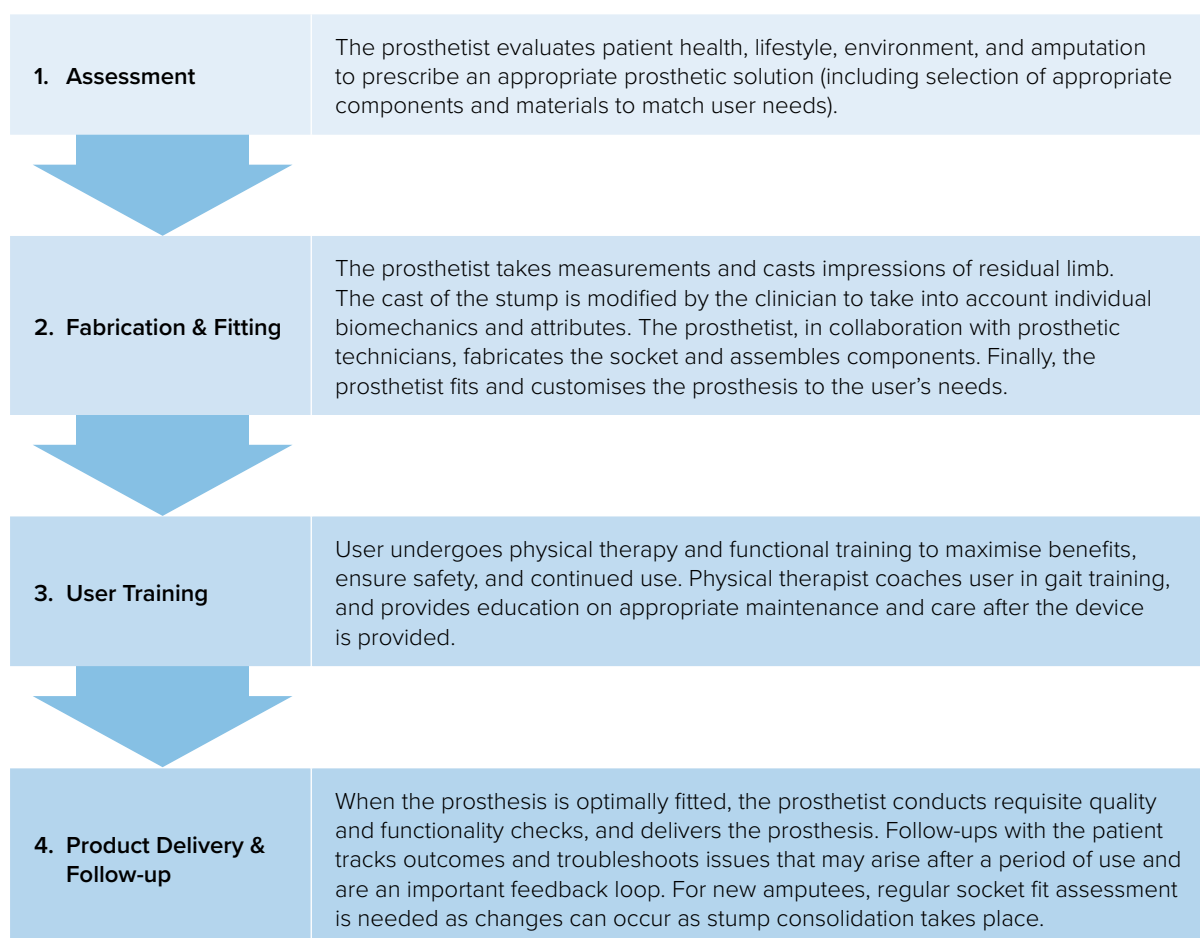 1. Assessment
The prosthetist evaluates patient health, lifestyle, environment, and amputation
to prescribe an appropriate prosthetic solution (including selection of appropriate
components and materials to match user needs).
2. Fabrication & Fitting
The prosthetist takes measurements and casts impressions of residual limb.
The cast of the stump is modified by the clinician to take into account individual
biomechanics and attributes. The prosthetist, in collaboration with prosthetic
technicians, fabricates the socket and assembles components. Finally, the
prosthetist fits and customises the prosthesis to the user’s needs.
3. User Training
User undergoes physical therapy and functional training to maximise benefits,
ensure safety, and continued use. Physical therapist coaches user in gait training,
and provides education on appropriate maintenance and care after the device
is provided.
4. Product Delivery &
Follow-up
When the prosthesis is optimally fitted, the prosthetist conducts requisite quality
and functionality checks, and delivers the prosthesis. Follow-ups with the patient
tracks outcomes and troubleshoots issues that may arise after a period of use and
are an important feedback loop. For new amputees, regular socket fit assessment
is needed as changes can occur as stump consolidation takes place.